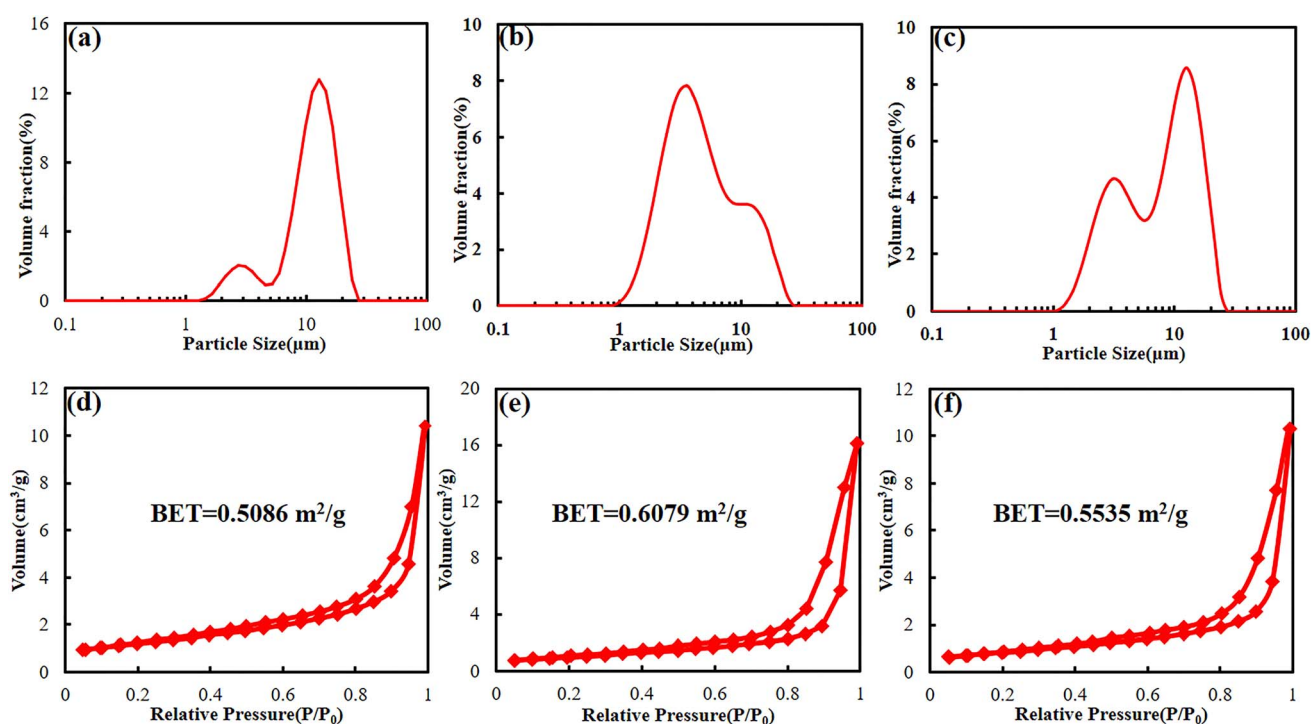 (a)
16
12
8
4
0
0.1 1 10 100
Volume fraction(%)
Particle Size(µm)
(b)
10
8
6
4
2
0
0.1 1 10 100
Volume fraction(%)
Particle Size(µm)
(c)
10
8
6
4
2
0
0.1 1 10 100
Volume fraction(%)
Particle Size(µm)
(d)
12
10
8
6
4
2
0
0 0.2 0.4 0.6 0.8 1
Volume(cm³/g)
BET=0.5086 m²/g
Relative Pressure(P/P₀)
(e)
20
16
12
8
4
0
0 0.2 0.4 0.6 0.8 1
Volume(cm³/g)
BET=0.6079 m²/g
Relative Pressure(P/P₀)
(f)
12
10
8
6
4
2
0
0 0.2 0.4 0.6 0.8 1
Volume(cm³/g)
BET=0.5535 m²/g
Relative Pressure(P/P₀)